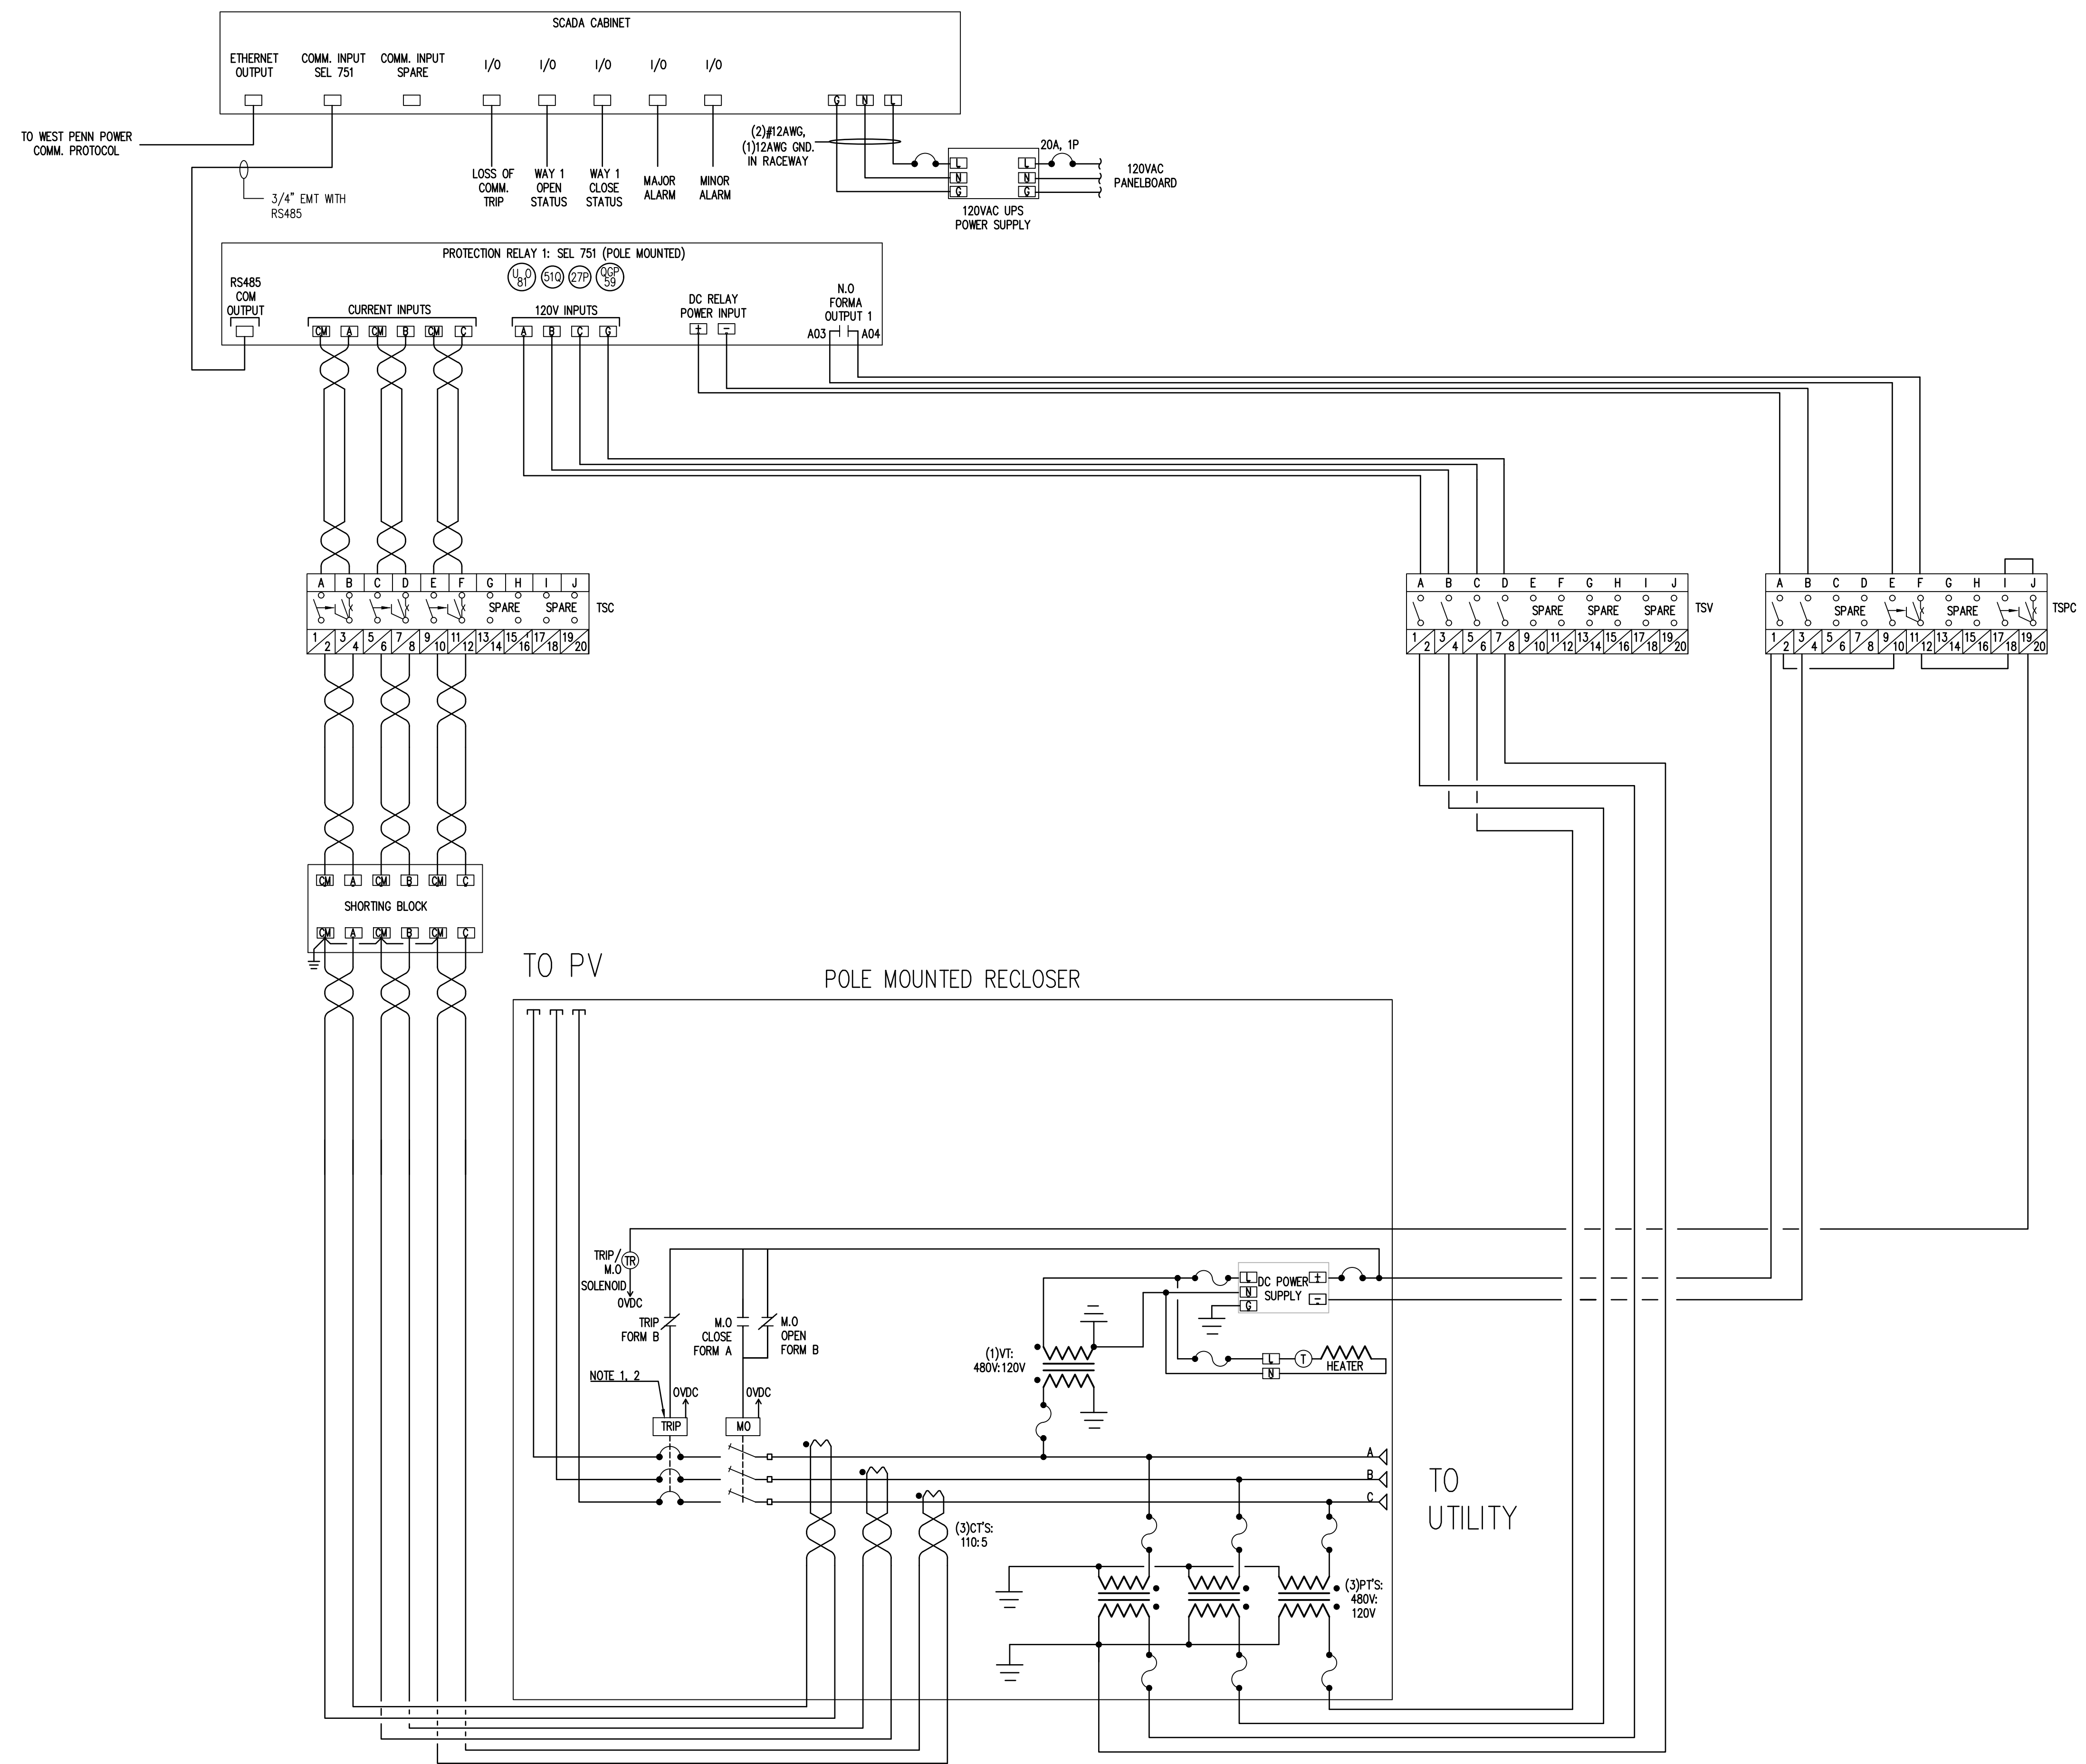 SCADA CABINET
ETHERNET
OUTPUT
COMM. INPUT
SEL 751
COMM. INPUT
SPARE
I/O
I/O
I/O
I/O
I/O
G N L
TO WEST PENN POWER
COMM. PROTOCOL
3/4" EMT WITH
RS485
LOSS OF
COMM.
TRIP
WAY 1
OPEN
STATUS
WAY 1
CLOSE
STATUS
MAJOR
ALARM
MINOR
ALARM
(2)#12AWG,
(1)12AWG GND.
IN RACEWAY
L
N
G
L
N
G
20A, 1P
120VAC
PANELBOARD
120VAC UPS
POWER SUPPLY
PROTECTION RELAY 1: SEL 751 (POLE MOUNTED)
U_O
81
51Q
27P
QGP
59
RS485
COM
OUTPUT
CURRENT INPUTS
CM A CM B CM C
120V INPUTS
A B C G
DC RELAY
POWER INPUT
+ -
N.O
FORMA
OUTPUT 1
A03 A04
A B C D E F G H I J
SPARE SPARE
TSC
1 3 5 7 9 11 13 15 17 19
2 4 6 8 10 12 14 16 18 20
A B C D E F G H I J
SPARE SPARE SPARE
TSV
1 3 5 7 9 11 13 15 17 19
2 4 6 8 10 12 14 16 18 20
A B C D E F G H I J
SPARE SPARE
TSPC
1 3 5 7 9 11 13 15 17 19
2 4 6 8 10 12 14 16 18 20
CM A CM B CM C
SHORTING BLOCK
CM A CM B CM C
TO PV
POLE MOUNTED RECLOSER
TRIP/
M.O
SOLENOID
TR
0VDC
TRIP
FORM B
M.O
CLOSE
FORM A
M.O
OPEN
FORM B
NOTE 1, 2
0VDC
0VDC
TRIP
MO
(1)VT:
480V:120V
L
N
G
DC POWER
SUPPLY
+
-
L
N
T
HEATER
A
B
C
TO
UTILITY
(3)CT'S:
110:5
(3)PT'S:
480V:
120V